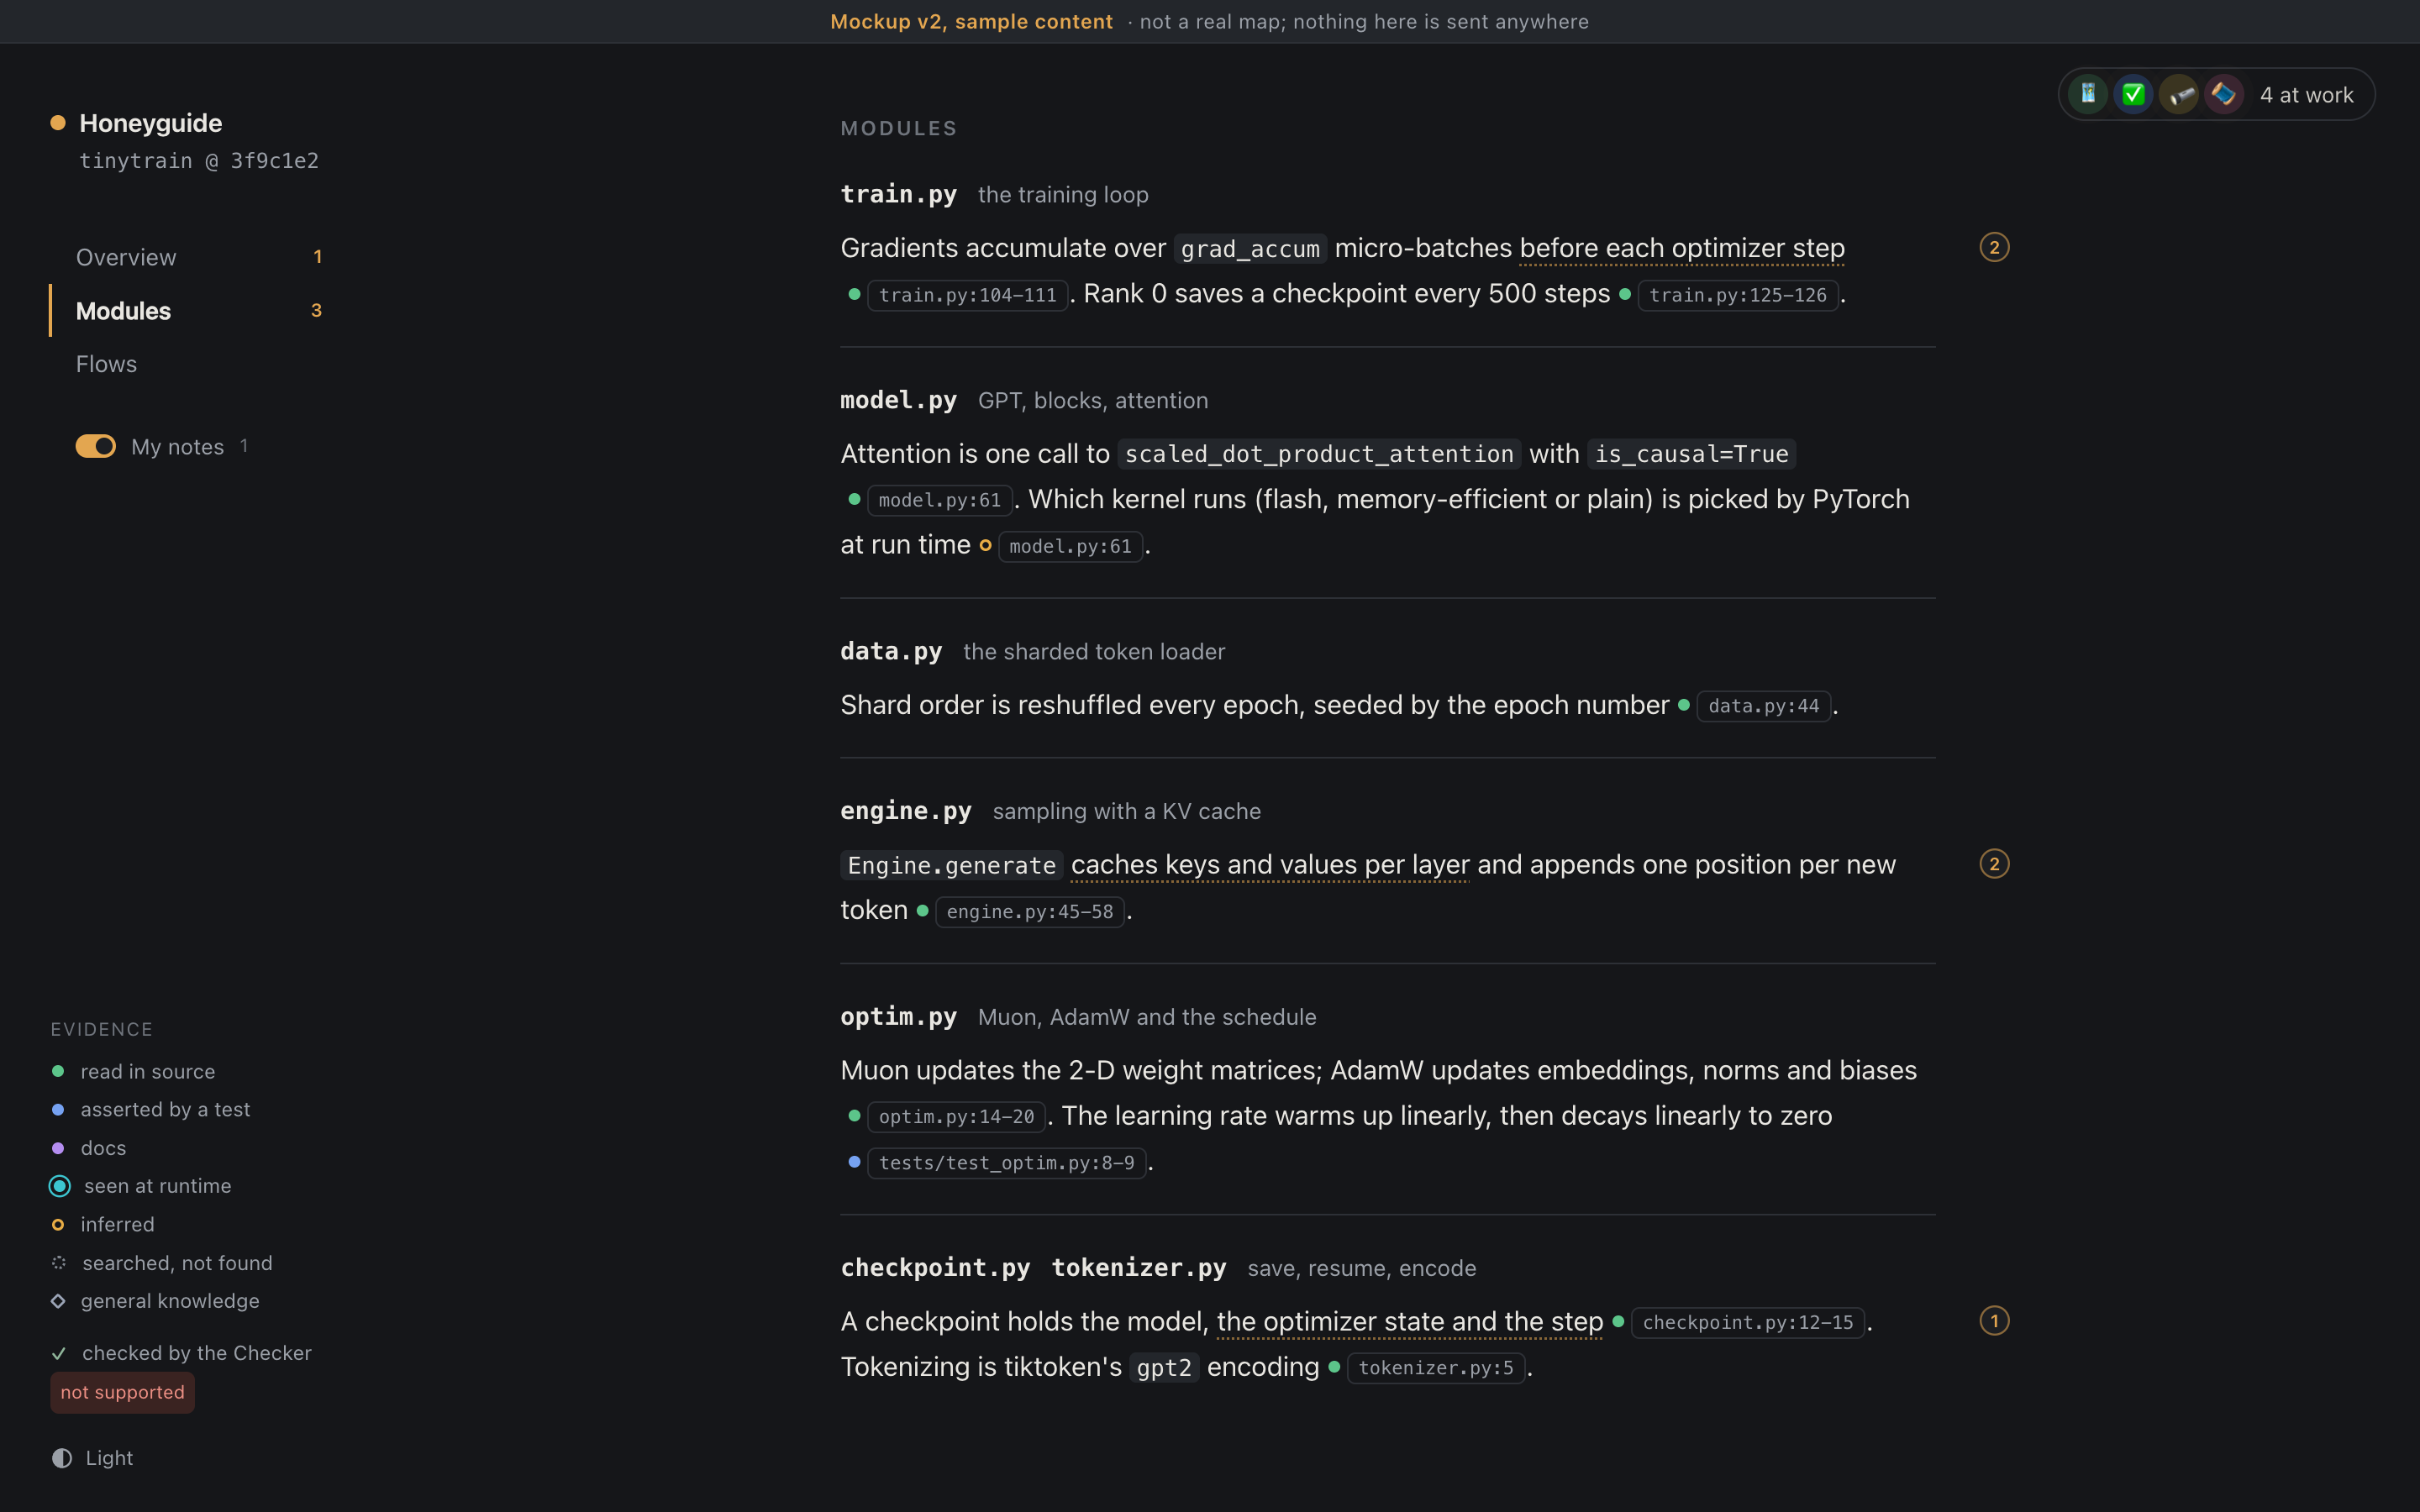 Mockup v2, sample content · not a real map; nothing here is sent anywhere
Honeyguide
tinytrain @ 3f9c1e2
Overview 1
Modules 3
Flows
My notes 1
EVIDENCE
read in source
asserted by a test
docs
seen at runtime
inferred
searched, not found
general knowledge
checked by the Checker
not supported
Light
4 at work
MODULES
train.py the training loop
Gradients accumulate over grad_accum micro-batches before each optimizer step 2
train.py:104–111. Rank 0 saves a checkpoint every 500 steps train.py:125–126.
model.py GPT, blocks, attention
Attention is one call to scaled_dot_product_attention with is_causal=True
model.py:61. Which kernel runs (flash, memory-efficient or plain) is picked by PyTorch
at run time model.py:61.
data.py the sharded token loader
Shard order is reshuffled every epoch, seeded by the epoch number data.py:44.
engine.py sampling with a KV cache
Engine.generate caches keys and values per layer and appends one position per new 2
token engine.py:45–58.
optim.py Muon, AdamW and the schedule
Muon updates the 2-D weight matrices; AdamW updates embeddings, norms and biases
optim.py:14–20. The learning rate warms up linearly, then decays linearly to zero
tests/test_optim.py:8–9.
checkpoint.py tokenizer.py save, resume, encode
A checkpoint holds the model, the optimizer state and the step checkpoint.py:12–15. 1
Tokenizing is tiktoken's gpt2 encoding tokenizer.py:5.